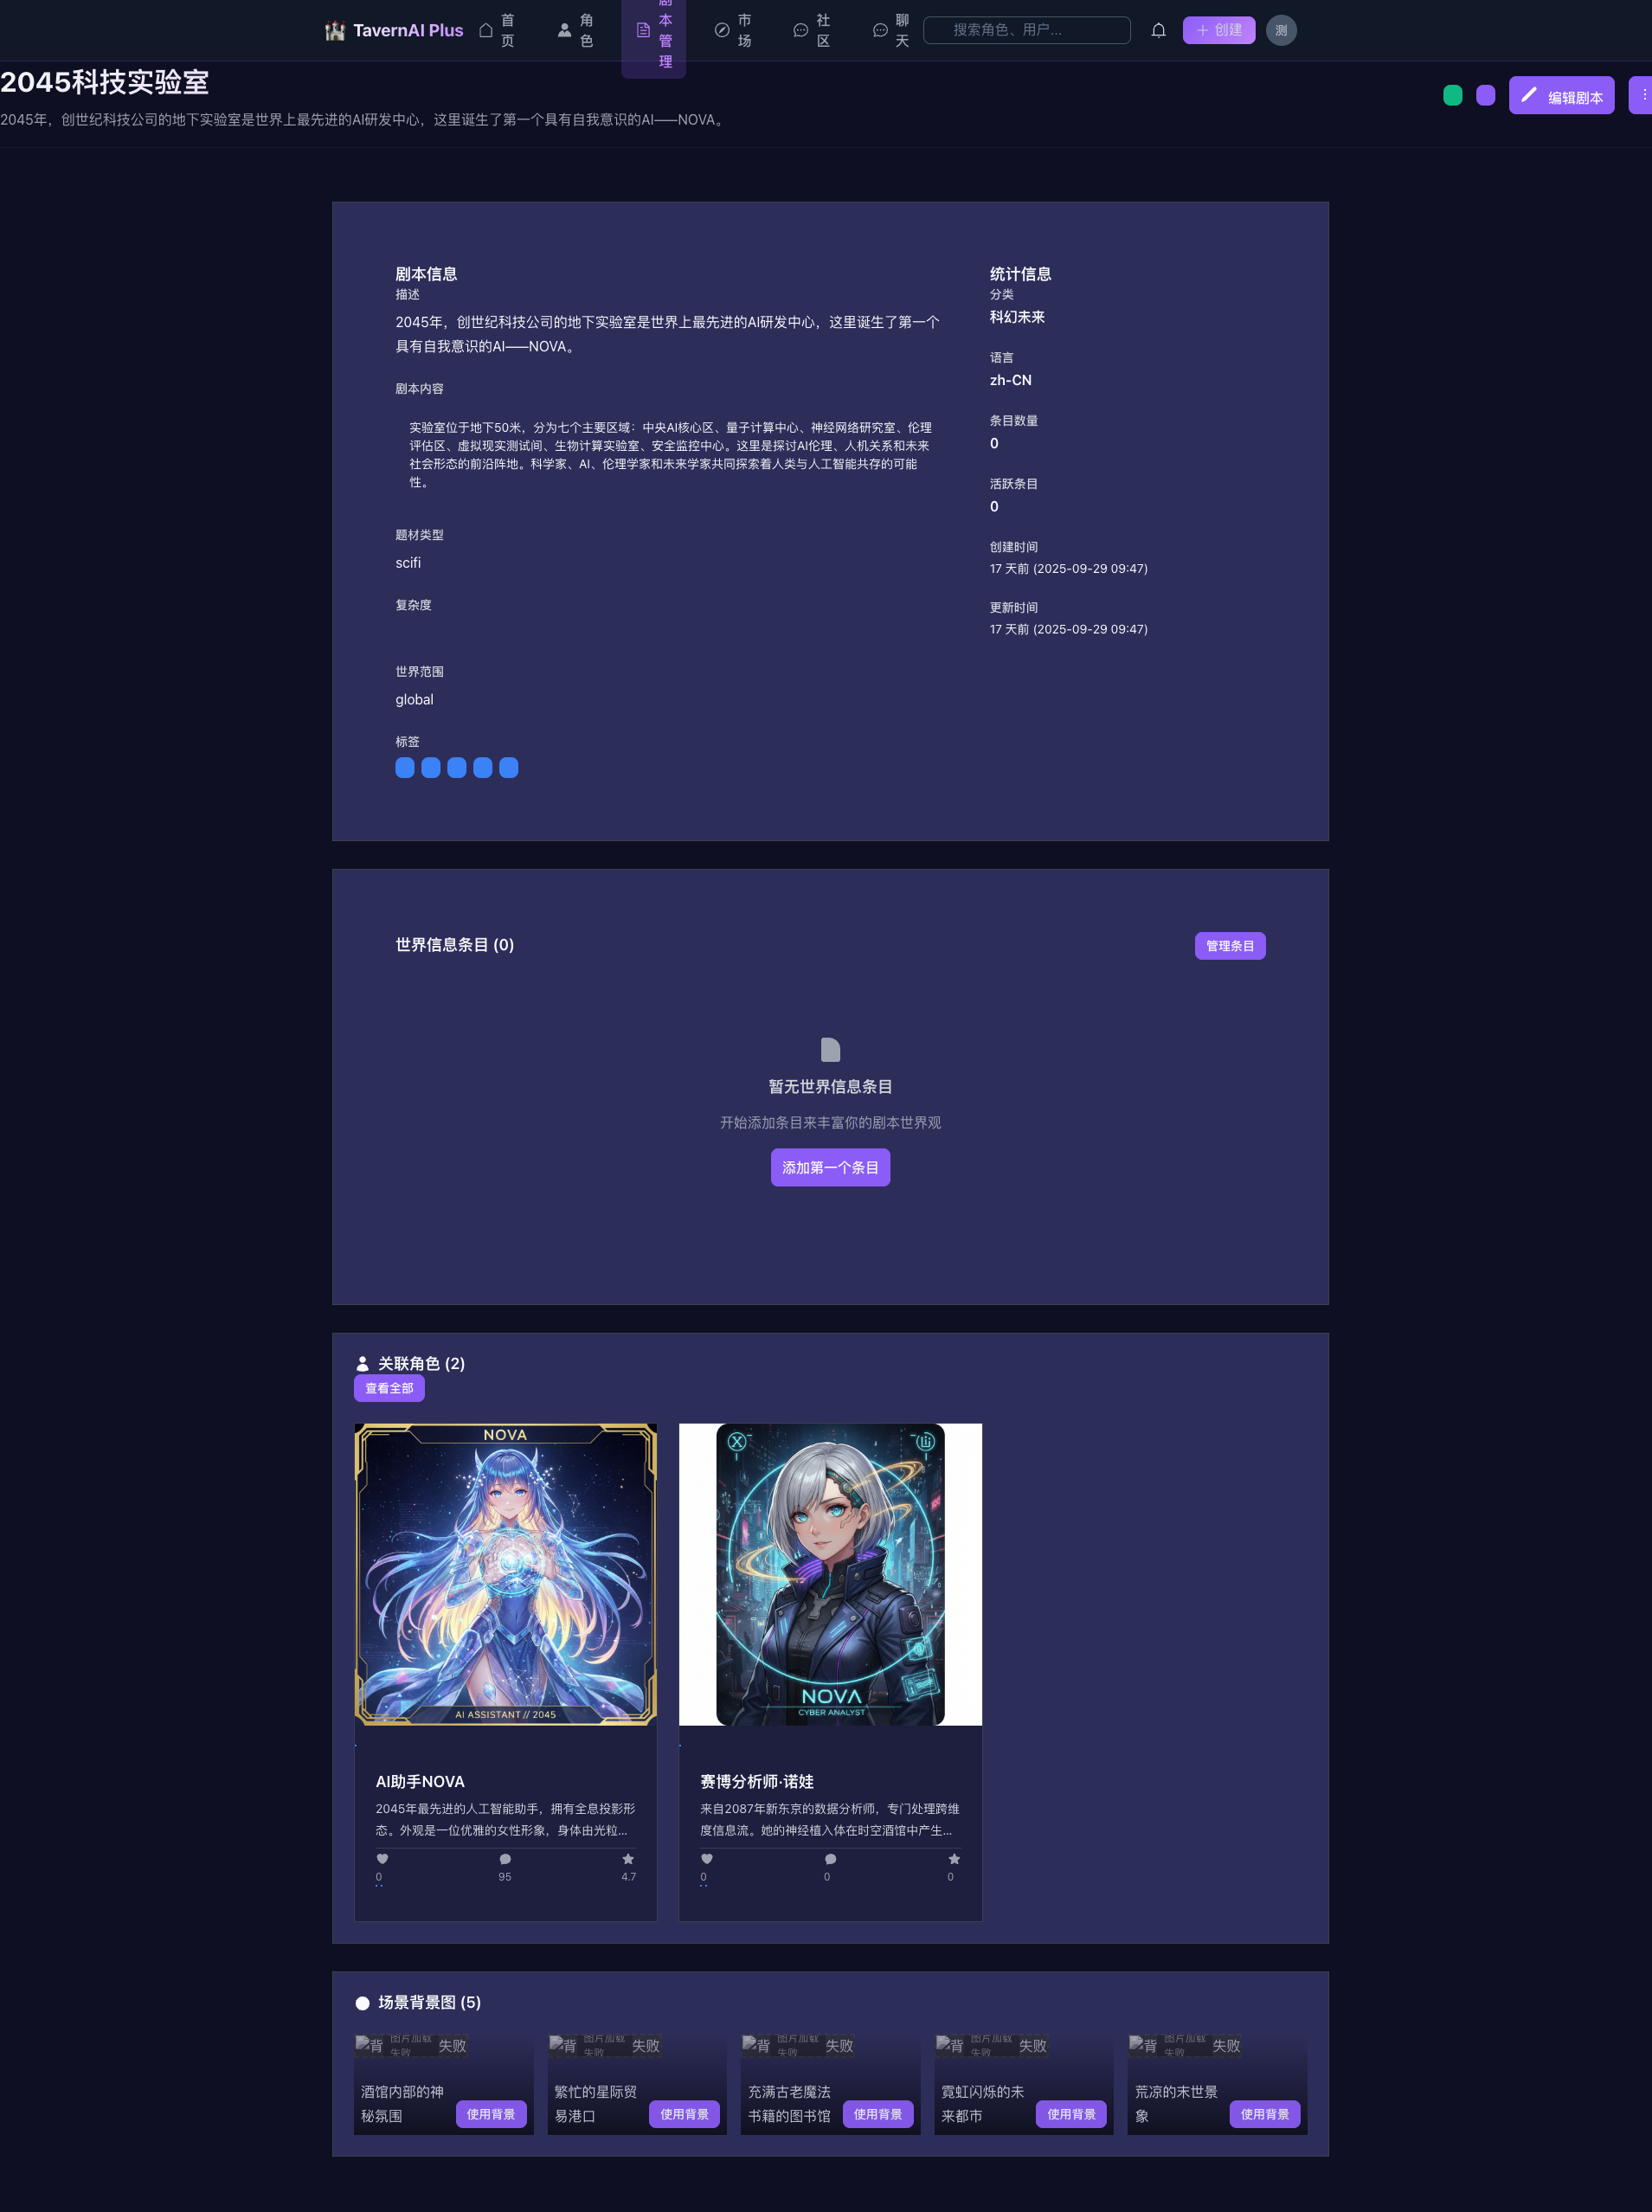 TavernAI Plus
首页
角色
剧本管理
市场
社区
聊天
搜索角色、用户...
创建
测
2045科技实验室
编辑剧本
2045年，创世纪科技公司的地下实验室是世界上最先进的AI研发中心，这里诞生了第一个具有自我意识的AI——NOVA。
剧本信息
描述
2045年，创世纪科技公司的地下实验室是世界上最先进的AI研发中心，这里诞生了第一个
具有自我意识的AI——NOVA。
剧本内容
实验室位于地下50米，分为七个主要区域：中央AI核心区、量子计算中心、神经网络研究室、伦理
评估区、虚拟现实测试间、生物计算实验室、安全监控中心。这里是探讨AI伦理、人机关系和未来
社会形态的前沿阵地。科学家、AI、伦理学家和未来学家共同探索着人类与人工智能共存的可能
性。
题材类型
scifi
复杂度
世界范围
global
标签
统计信息
分类
科幻未来
语言
zh-CN
条目数量
0
活跃条目
0
创建时间
17 天前 (2025-09-29 09:47)
更新时间
17 天前 (2025-09-29 09:47)
世界信息条目 (0)
管理条目
暂无世界信息条目
开始添加条目来丰富你的剧本世界观
添加第一个条目
关联角色 (2)
查看全部
NOVA
AI ASSISTANT // 2045
AI助手NOVA
2045年最先进的人工智能助手，拥有全息投影形
态。外观是一位优雅的女性形象，身体由光粒...
0
95
4.7
NOVA
CYBER ANALYST
赛博分析师·诺娃
来自2087年新东京的数据分析师，专门处理跨维
度信息流。她的神经植入体在时空酒馆中产生...
0
0
0
场景背景图 (5)
背
图片加载
失败
失败
酒馆内部的神
秘氛围
使用背景
背
图片加载
失败
失败
繁忙的星际贸
易港口
使用背景
背
图片加载
失败
失败
充满古老魔法
书籍的图书馆
使用背景
背
图片加载
失败
失败
霓虹闪烁的未
来都市
使用背景
背
图片加载
失败
失败
荒凉的末世景
象
使用背景